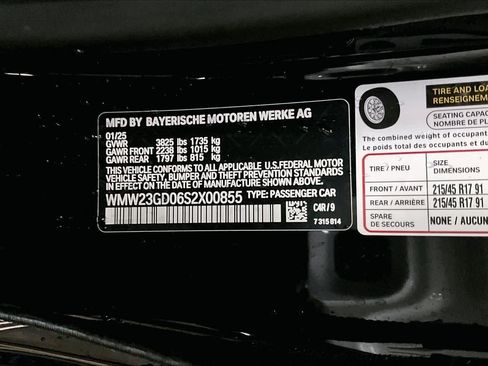 MFD BY BAYERISCHE MOTOREN WERKE AG
01/25
GVWR 3825 lbs 1735 kg
GAWR FRONT 2238 lbs 1015 kg
GAWR REAR 1797 lbs 815 kg
THIS VEHICLE CONFORMS TO ALL APPLICABLE U.S.FEDERAL MOTOR
VEHICLE SAFETY, BUMPER AND THEFT PREVENTION STANDARDS
IN EFFECT ON THE DATE OF MANUFACTURE SHOWN ABOVE.
WMW23GD06S2X00855 TYPE: PASSENGER CAR
C4R/9
7 315 814
TIRE AND LOA
RENSEIGNEM
SEATING CAPAC
NOMBRE DE PL
The combined weight of occupant
Le poids total des occupants
TIRE / PNEU SIZE
DIMENSIONS
FRONT / AVANT 215/45 R17 91
REAR / ARRIÈRE 215/45 R17 91
SPARE
DE SECOURS NONE / AUCUN